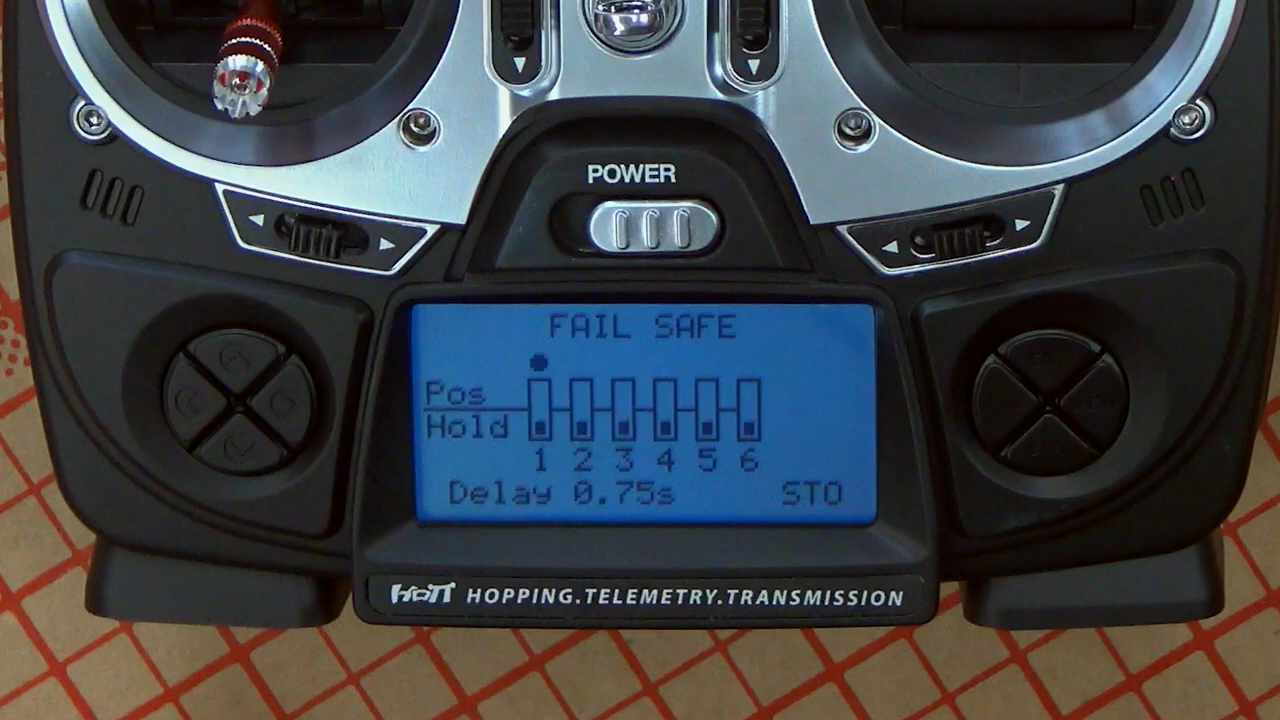 POWER
FAIL SAFE
Pos
Hold
1 2 3 4 5 6
Delay 0.75s STO
HoTT HOPPING.TELEMETRY.TRANSMISSION